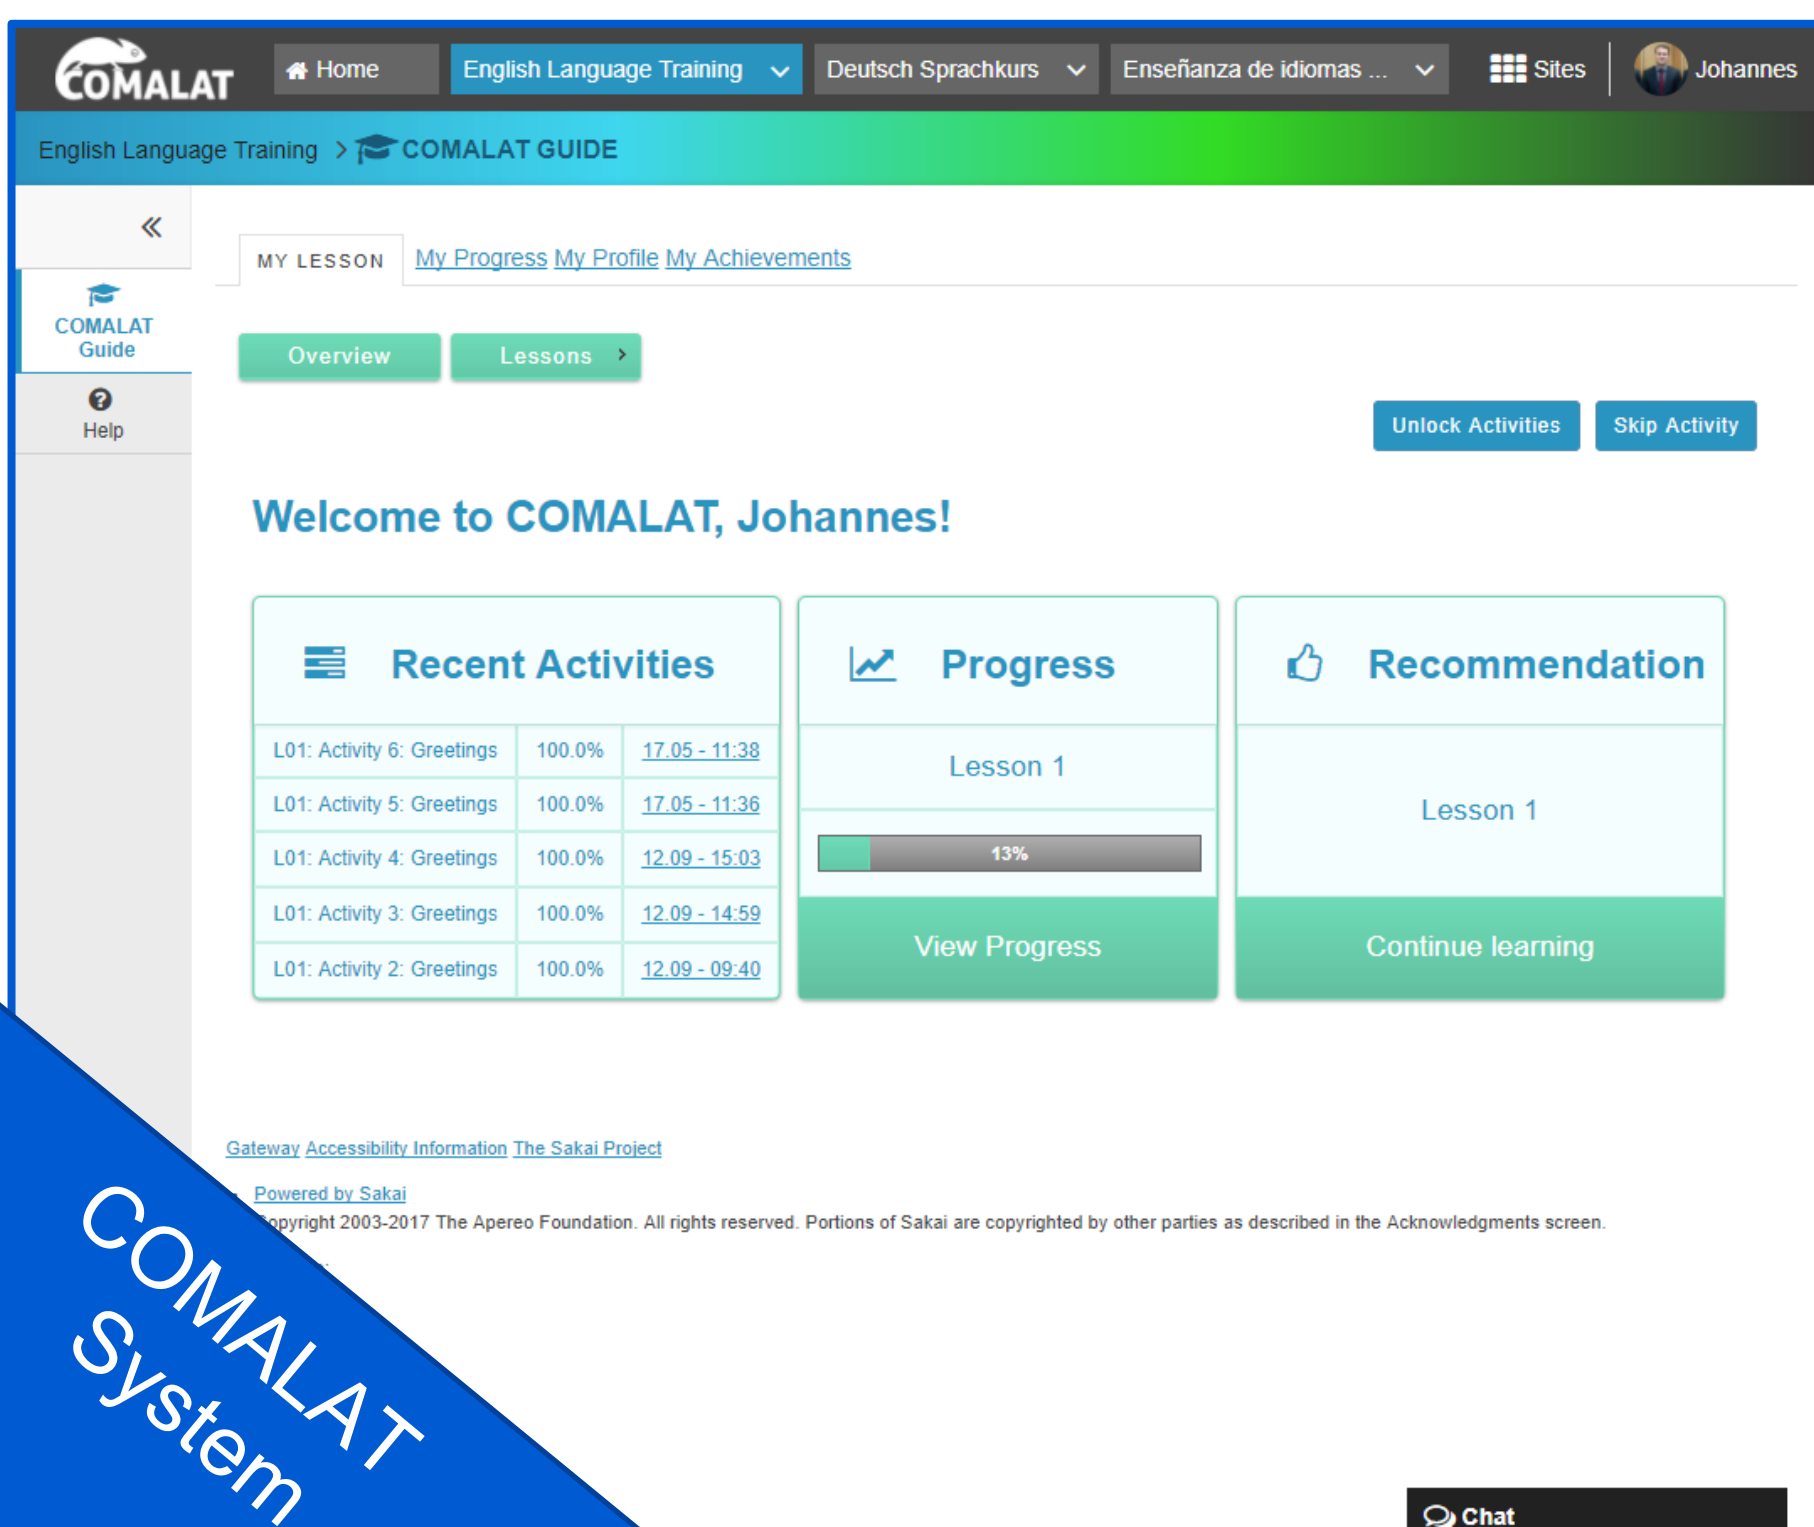 COMALAT
Home
English Language Training
Deutsch Sprachkurs
Enseñanza de idiomas ...
Sites
Johannes
English Language Training > COMALAT GUIDE
MY LESSON My Progress My Profile My Achievements
COMALAT
Guide
Help
Overview
Lessons
Unlock Activities
Skip Activity
Welcome to COMALAT, Johannes!
Recent Activities
L01: Activity 6: Greetings 100.0% 17.05 - 11:38
L01: Activity 5: Greetings 100.0% 17.05 - 11:36
L01: Activity 4: Greetings 100.0% 12.09 - 15:03
L01: Activity 3: Greetings 100.0% 12.09 - 14:59
L01: Activity 2: Greetings 100.0% 12.09 - 09:40
Progress
Lesson 1
13%
View Progress
Recommendation
Lesson 1
Continue learning
Gateway Accessibility Information The Sakai Project
Powered by Sakai
Copyright 2003-2017 The Apereo Foundation. All rights reserved. Portions of Sakai are copyrighted by other parties as described in the Acknowledgments screen.
COMALAT
System
Chat